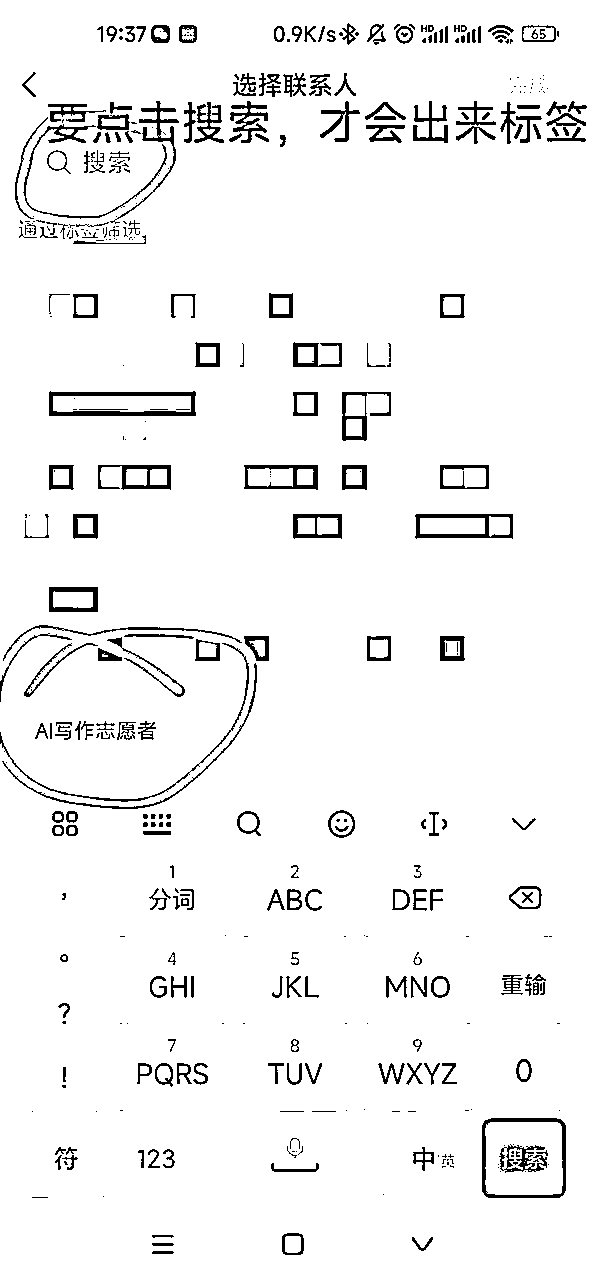 19:37 0.9K/s HD HD 65
选择联系人
要点击搜索，才会出来标签
搜索
通过标签筛选
AI写作志愿者
1 2 3
， 分词 ABC DEF
。 4 5 6
GHI JKL MNO 重输
？
7 8 9
！ PQRS TUV WXYZ 0
符 123 中英 搜索